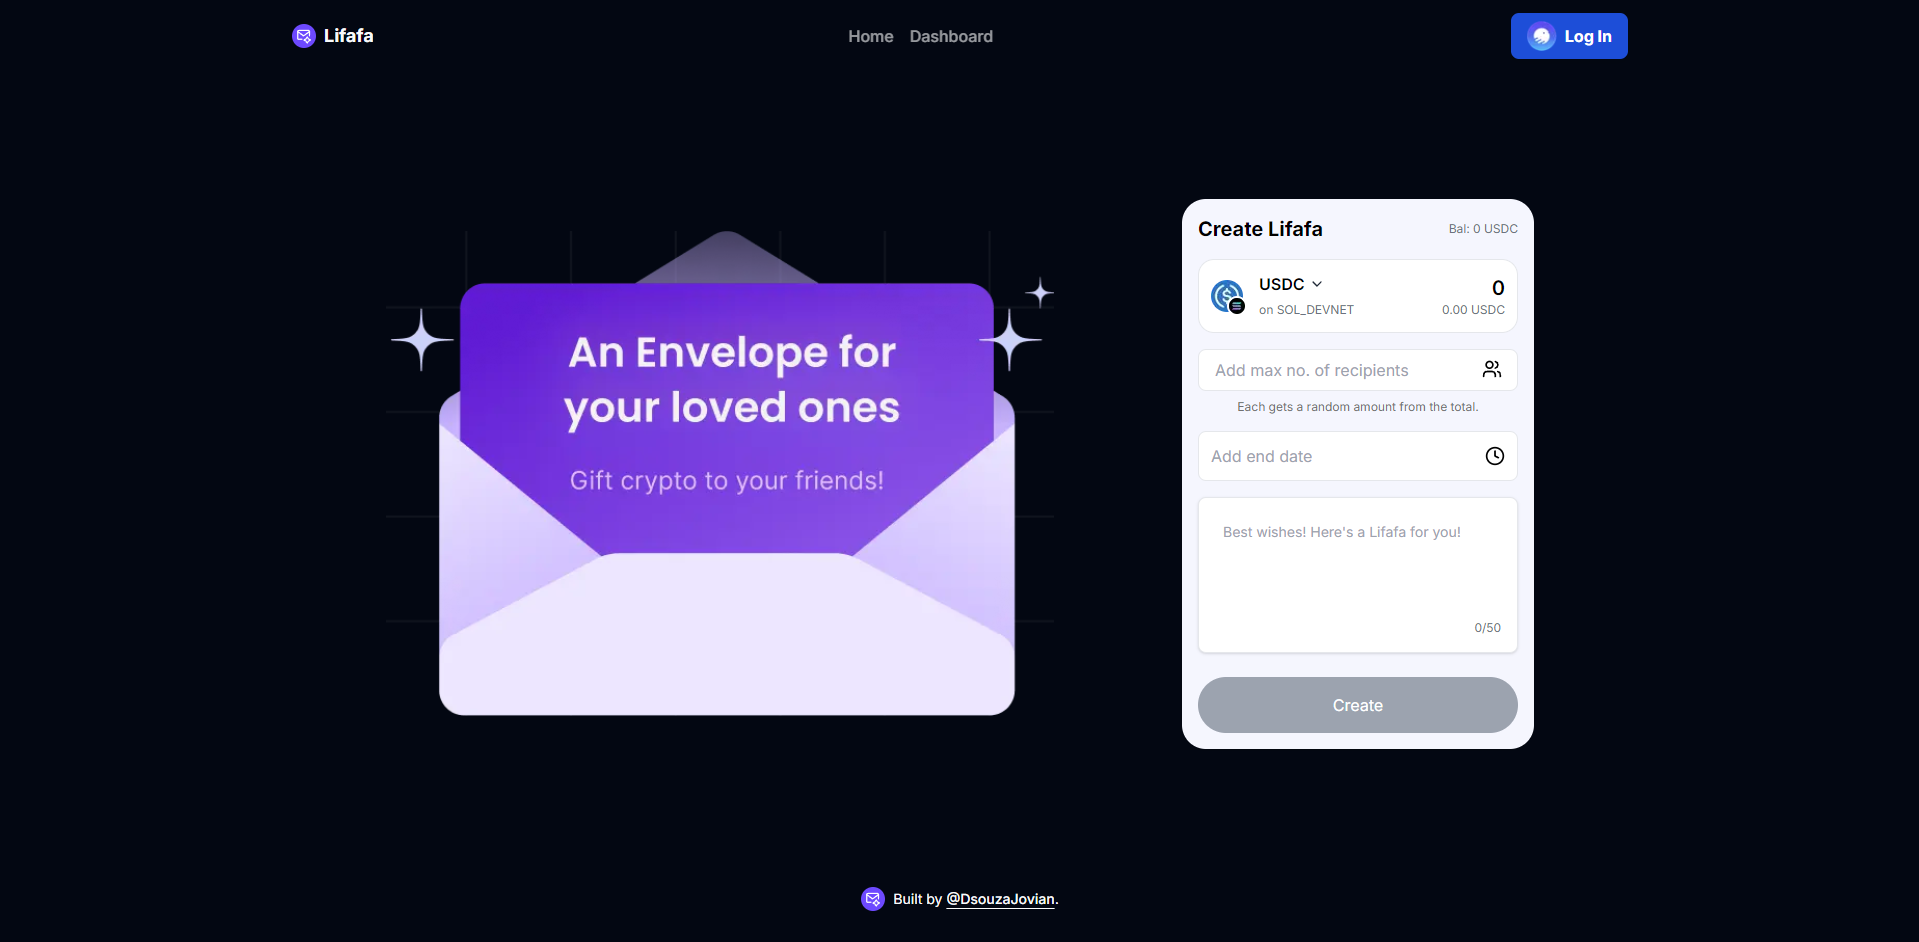 Lifafa
Home Dashboard
Log In
An Envelope for
your loved ones
Gift crypto to your friends!
Create Lifafa
Bal: 0 USDC
USDC
0
on SOL_DEVNET
0.00 USDC
Add max no. of recipients
Each gets a random amount from the total.
Add end date
Best wishes! Here's a Lifafa for you!
0/50
Create
Built by @DsouzaJovian.